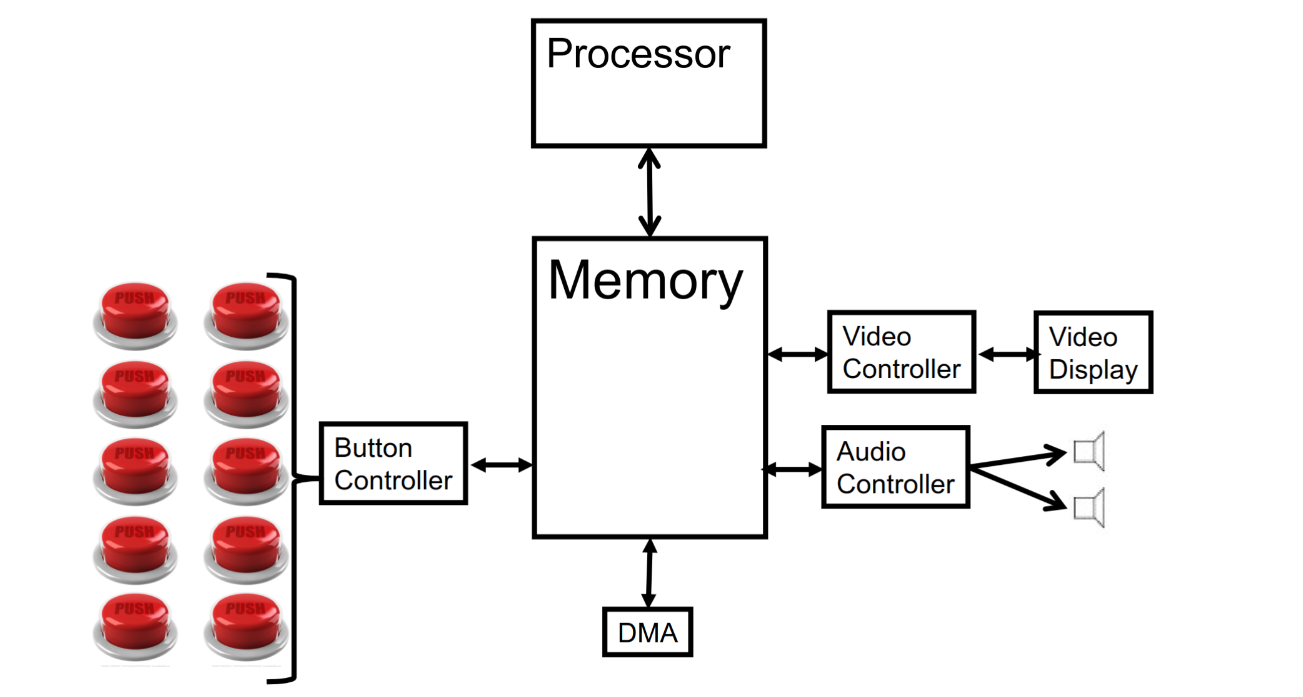 Processor
Memory
PUSH PUSH
PUSH PUSH
PUSH PUSH
PUSH PUSH
PUSH PUSH
Button
Controller
Video
Controller
Video
Display
Audio
Controller
DMA